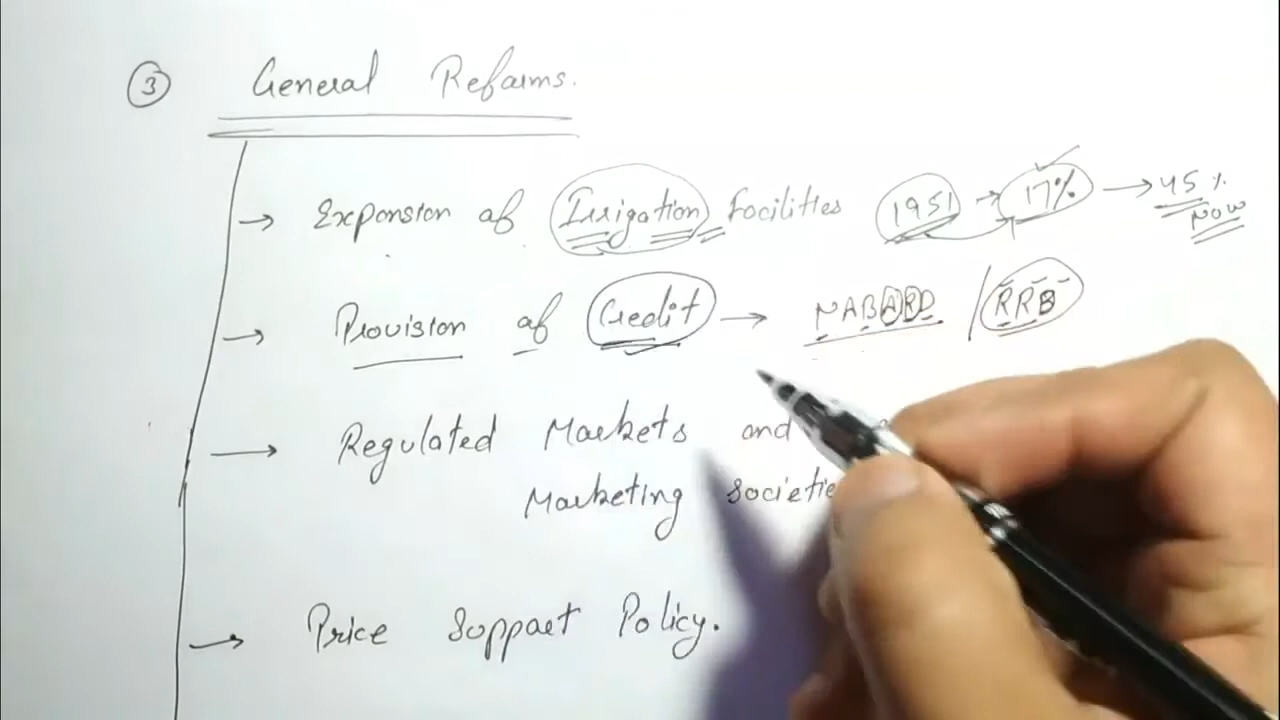 ③ General Reforms.
→ Expansion of Irrigation Facilities 1951 → 17% → 45% Now
→ Provision of Credit → NABARD / RRB
→ Regulated Markets and
Marketing Societie
→ Price Support Policy.